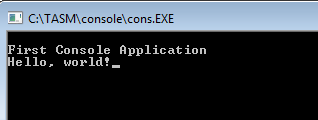 C:\TASM\console\cons.EXE
First Console Application
Hello, world!_